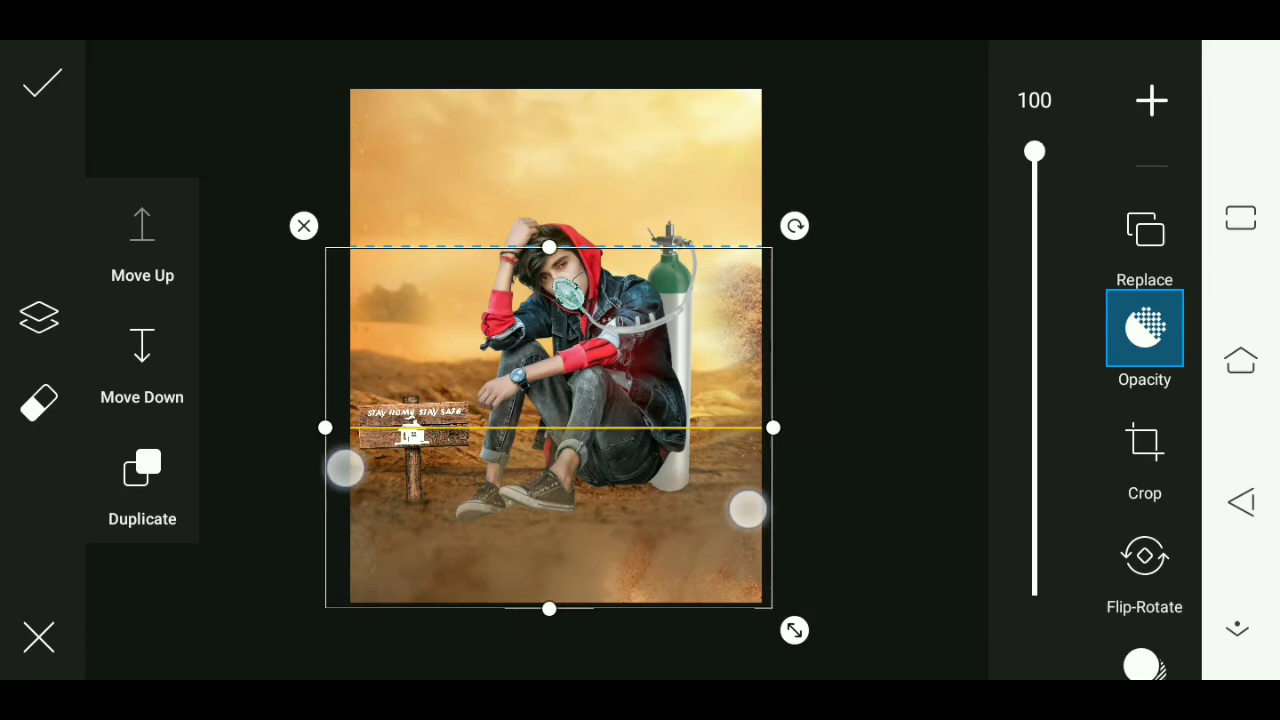 100
Move Up
Replace
Move Down
Opacity
STAY HOME STAY SAFE
Crop
Duplicate
Flip-Rotate